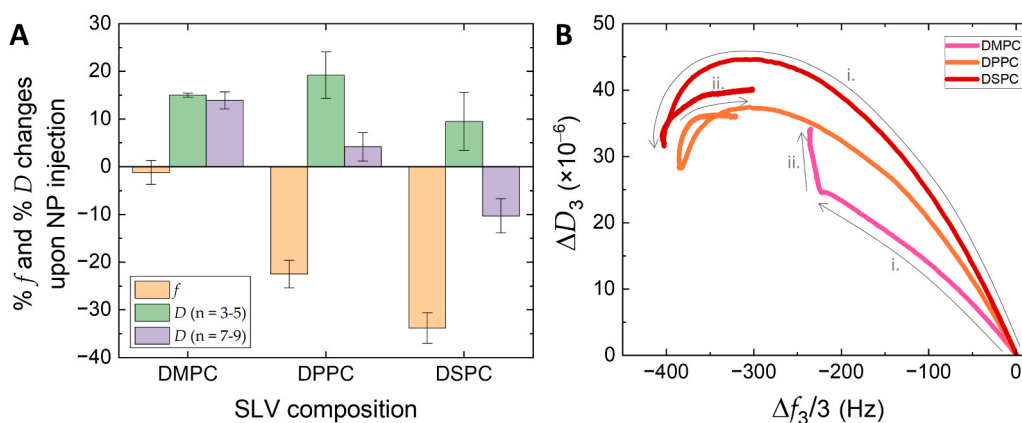 A
% f and % D changes
upon NP injection
30
20
10
0
−10
−20
−30
−40
f
D (n = 3-5)
D (n = 7-9)
DMPC
DPPC
DSPC
SLV composition
B
ΔD₃ (×10⁻⁶)
50
40
30
20
10
0
DMPC
DPPC
DSPC
i.
ii.
ii.
i.
−400
−300
−200
−100
0
Δf₃/3 (Hz)